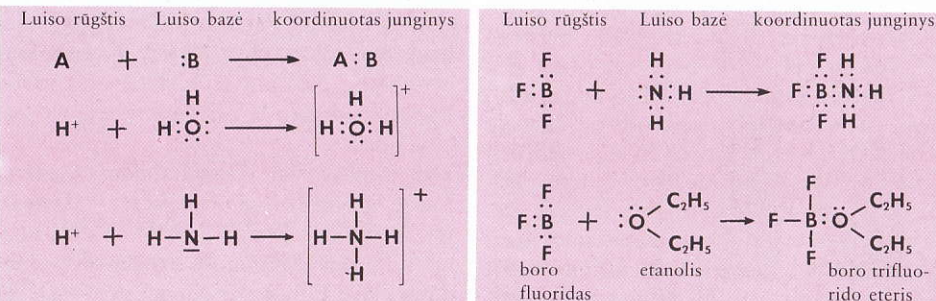 Luiso rūgštis Luiso bazė koordinuotas junginys
A + :B → A : B
H
H⁺ + H:O: → [H:O:H]⁺
H
H
H⁺ + H–N–H → [H–N–H]⁺
H
Luiso rūgštis Luiso bazė koordinuotas junginys
F H F H
F:B + :N:H → F:B:N:H
F H F H
F F
F:B + :O C₂H₅ C₂H₅ → F–B:O C₂H₅ C₂H₅
F F
boro fluoridas
etanolis
boro trifluo-
rido eteris